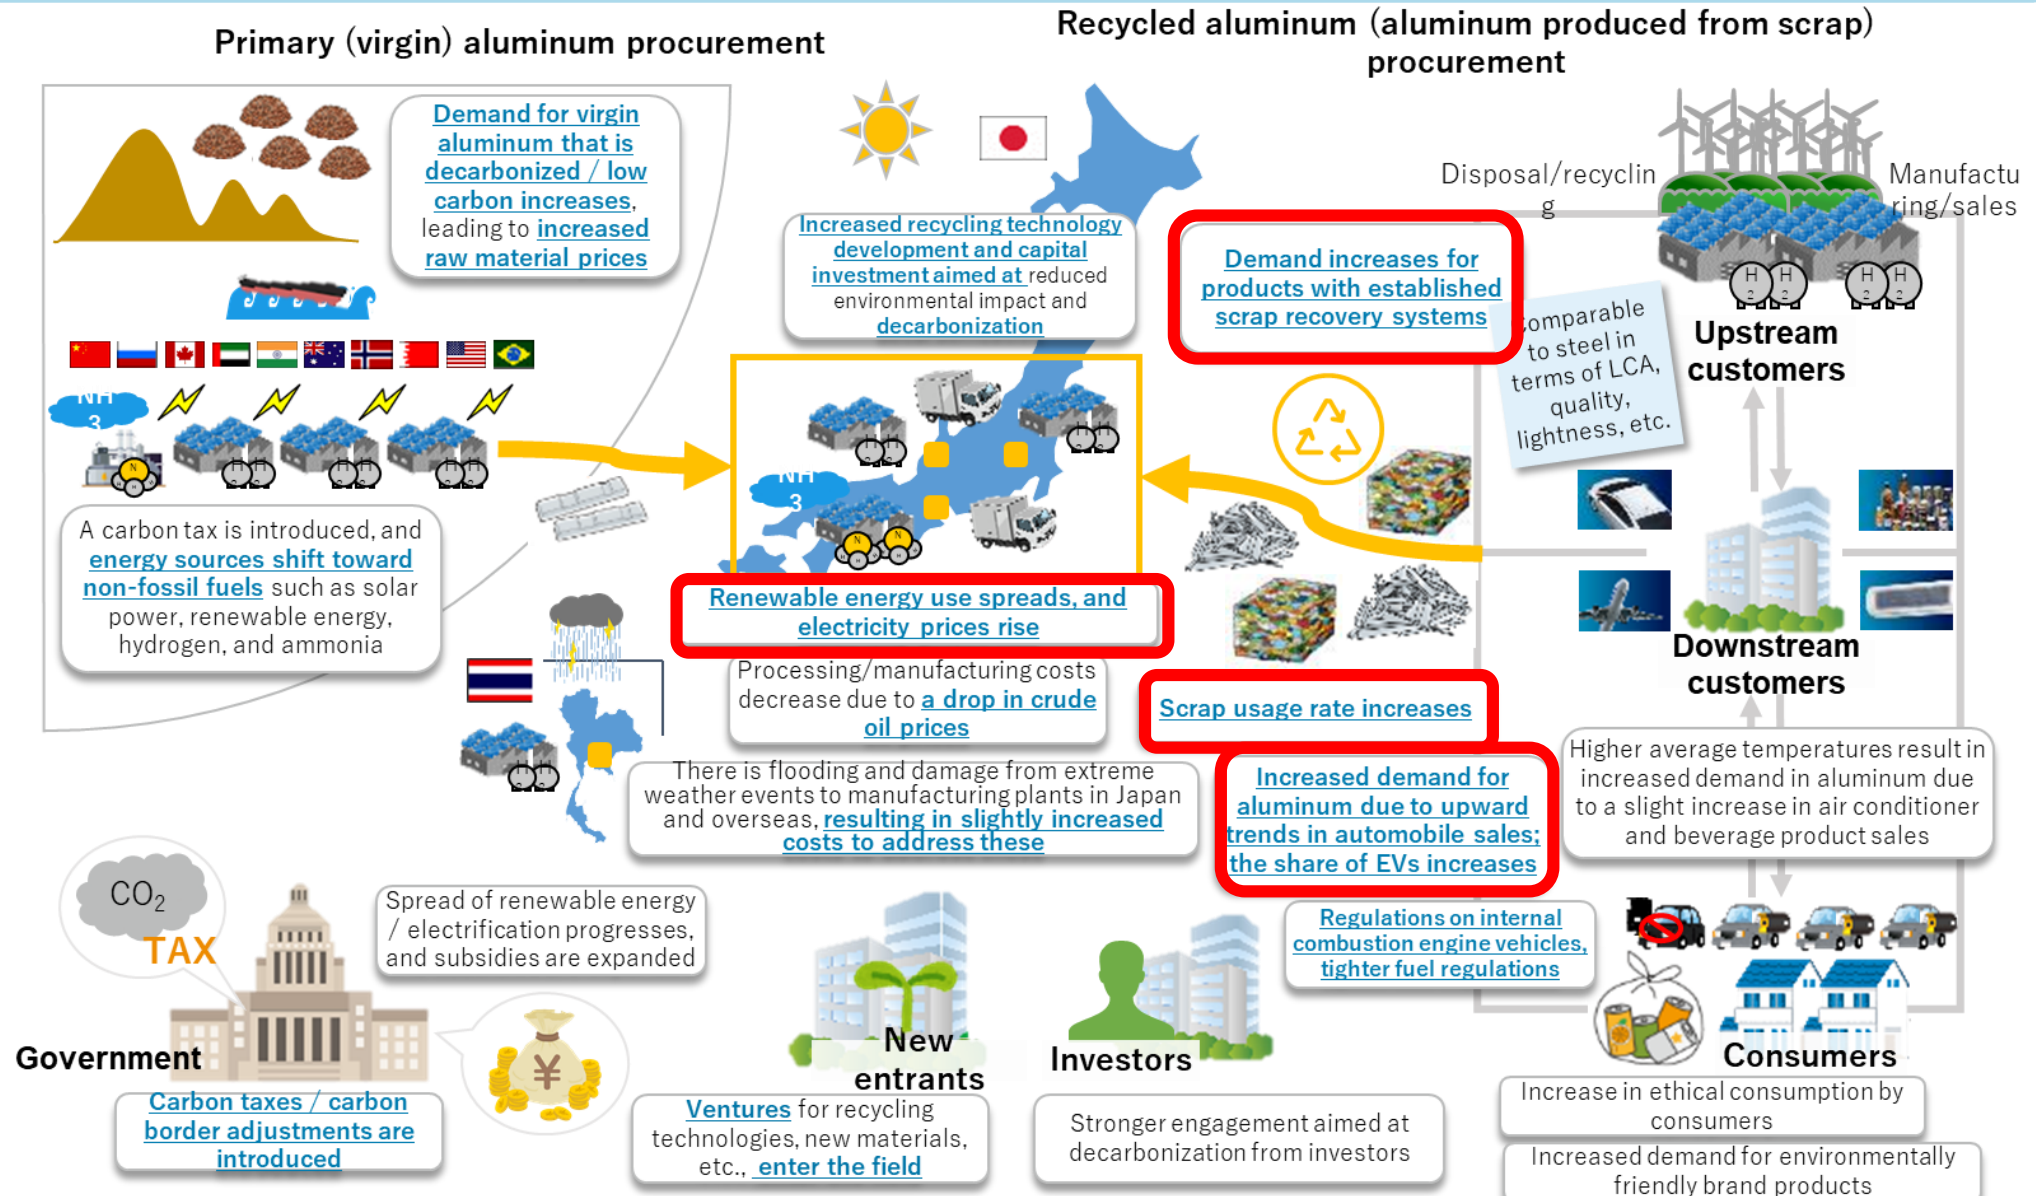 Primary (virgin) aluminum procurement
Recycled aluminum (aluminum produced from scrap)
procurement
Demand for virgin
aluminum that is
decarbonized / low
carbon increases,
leading to increased
raw material prices
NH
3
A carbon tax is introduced, and
energy sources shift toward
non-fossil fuels such as solar
power, renewable energy,
hydrogen, and ammonia
Increased recycling technology
development and capital
investment aimed at reduced
environmental impact and
decarbonization
Demand increases for
products with established
scrap recovery systems
Disposal/recyclin
g
Manufactu
ring/sales
H
2
H
2
H
2
H
2
Upstream
customers
Comparable
to steel in
terms of LCA,
quality,
lightness, etc.
NH
3
Renewable energy use spreads, and
electricity prices rise
Processing/manufacturing costs
decrease due to a drop in crude
oil prices
There is flooding and damage from extreme
weather events to manufacturing plants in Japan
and overseas, resulting in slightly increased
costs to address these
Scrap usage rate increases
Increased demand for
aluminum due to upward
trends in automobile sales;
the share of EVs increases
Downstream
customers
Higher average temperatures result in
increased demand in aluminum due
to a slight increase in air conditioner
and beverage product sales
Regulations on internal
combustion engine vehicles,
tighter fuel regulations
CO2
TAX
Spread of renewable energy
/ electrification progresses,
and subsidies are expanded
¥
Government
Carbon taxes / carbon
border adjustments are
introduced
New
entrants
Ventures for recycling
technologies, new materials,
etc., enter the field
Investors
Stronger engagement aimed at
decarbonization from investors
Consumers
Increase in ethical consumption by
consumers
Increased demand for environmentally
friendly brand products